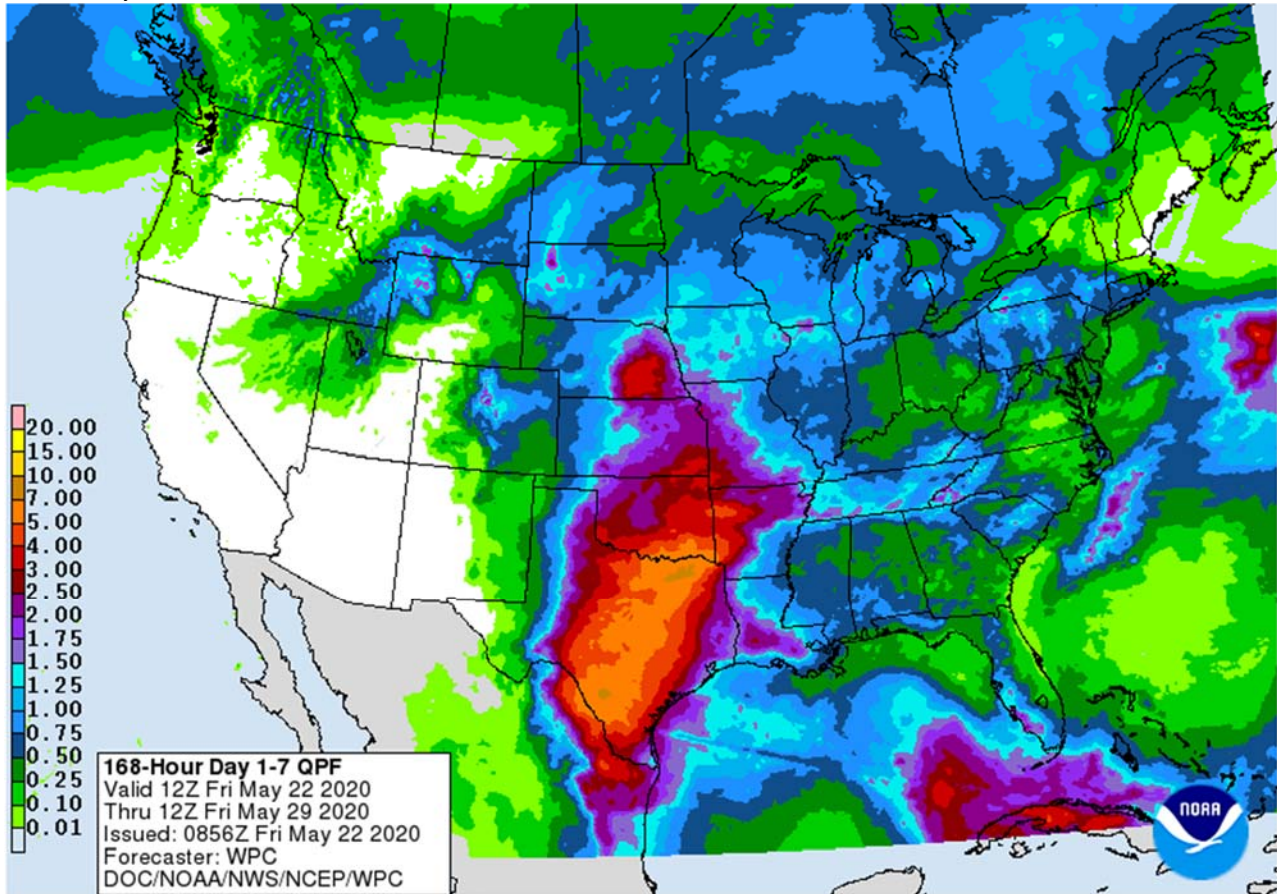 20.00
15.00
10.00
7.00
5.00
4.00
3.00
2.50
2.00
1.75
1.50
1.25
1.00
0.75
0.50
0.25
0.10
0.01
168-Hour Day 1-7 QPF
Valid 12Z Fri May 22 2020
Thru 12Z Fri May 29 2020
Issued: 0856Z Fri May 22 2020
Forecaster: WPC
DOC/NOAA/NWS/NCEP/WPC
NOAA